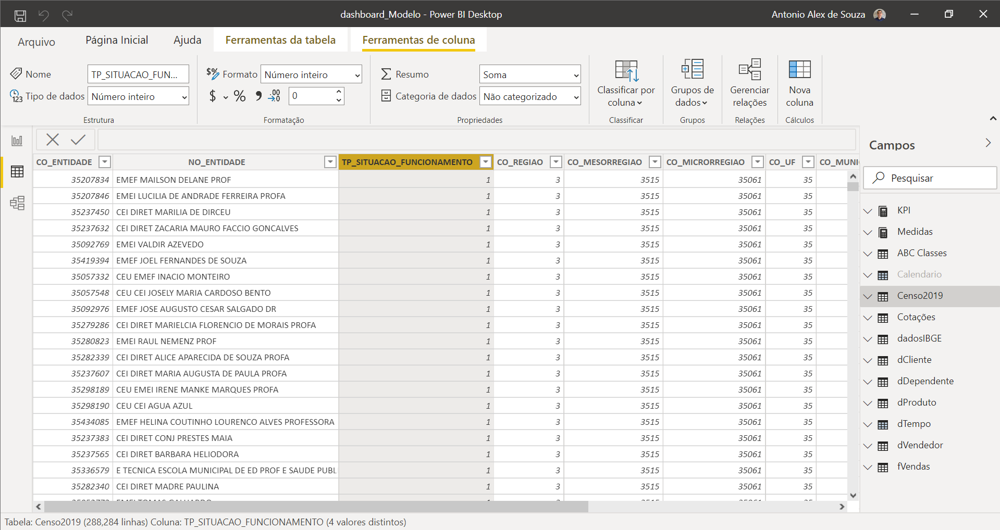 dashboard_Modelo - Power BI Desktop
Antonio Alex de Souza
Arquivo
Página Inicial
Ajuda
Ferramentas da tabela
Ferramentas de coluna
Nome
TP_SITUACAO_FUN...
Tipo de dados
Número inteiro
Estrutura
Formato
Número inteiro
$ % 0
Formatação
Resumo
Soma
Categoria de dados
Não categorizado
Propriedades
Classificar por
coluna
Classificar
Grupos de
dados
Grupos
Gerenciar
relações
Relações
Nova
coluna
Cálculos
CO_ENTIDADE NO_ENTIDADE TP_SITUACAO_FUNCIONAMENTO CO_REGIAO CO_MESORREGIAO CO_MICRORREGIAO CO_UF
35207834 EMEF MAILSON DELANE PROF 1 3 3515 35061 35
35207846 EMEI LUCILIA DE ANDRADE FERREIRA PROFA 1 3 3515 35061 35
35237450 CEI DIRET MARILIA DE DIRCEU 1 3 3515 35061 35
35237632 CEI DIRET ZACARIA MAURO FACCIO GONCALVES 1 3 3515 35061 35
35092769 EMEI VALDIR AZEVEDO 1 3 3515 35061 35
35419394 EMEF JOEL FERNANDES DE SOUZA 1 3 3515 35061 35
35057332 CEU EMEF INACIO MONTEIRO 1 3 3515 35061 35
35057548 CEU CEI JOSELY MARIA CARDOSO BENTO 1 3 3515 35061 35
35092976 EMEF JOSE AUGUSTO CESAR SALGADO DR 1 3 3515 35061 35
35279286 CEI DIRET MARIELCIA FLORENCIO DE MORAIS PROFA 1 3 3515 35061 35
35280823 EMEI RAUL NEMENZ PROF 1 3 3515 35061 35
35282339 CEI DIRET ALICE APARECIDA DE SOUZA PROFA 1 3 3515 35061 35
35237607 CEI DIRET MARIA AUGUSTA DE PAULA PROFA 1 3 3515 35061 35
35298189 CEU EMEI IRENE MANKE MARQUES PROFA 1 3 3515 35061 35
35298190 CEU CEI AGUA AZUL 1 3 3515 35061 35
35434085 EMEF HELINA COUTINHO LOURENCO ALVES PROFESSORA 1 3 3515 35061 35
35237383 CEI DIRET CONJ PRESTES MAIA 1 3 3515 35061 35
35237565 CEI DIRET BARBARA HELIODORA 1 3 3515 35061 35
35336579 E TECNICA ESCOLA MUNICIPAL DE ED PROF E SAUDE PUBL 1 3 3515 35061 35
35282340 CEI DIRET MADRE PAULINA 1 3 3515 35061 35
Campos
Pesquisar
KPI
Medidas
ABC Classes
Calendario
Censo2019
Cotações
dadosIBGE
dCliente
dDependente
dProduto
dTempo
dVendedor
fVendas
Tabela: Censo2019 (288,284 linhas) Coluna: TP_SITUACAO_FUNCIONAMENTO (4 valores distintos)